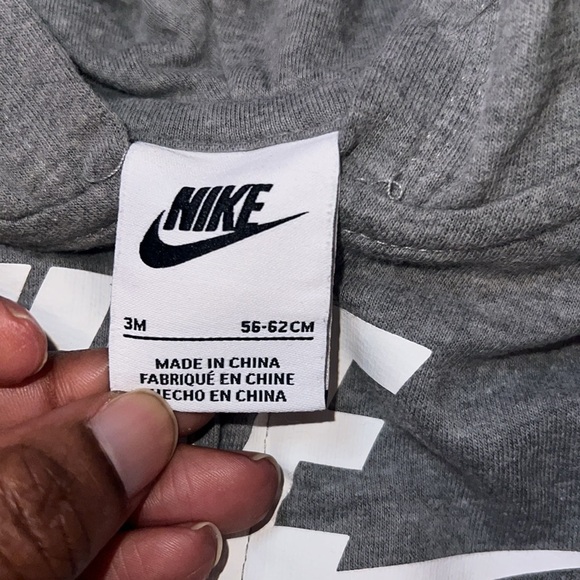 NIKE
3M 56-62CM
MADE IN CHINA
FABRIQUÉ EN CHINE
HECHO EN CHINA